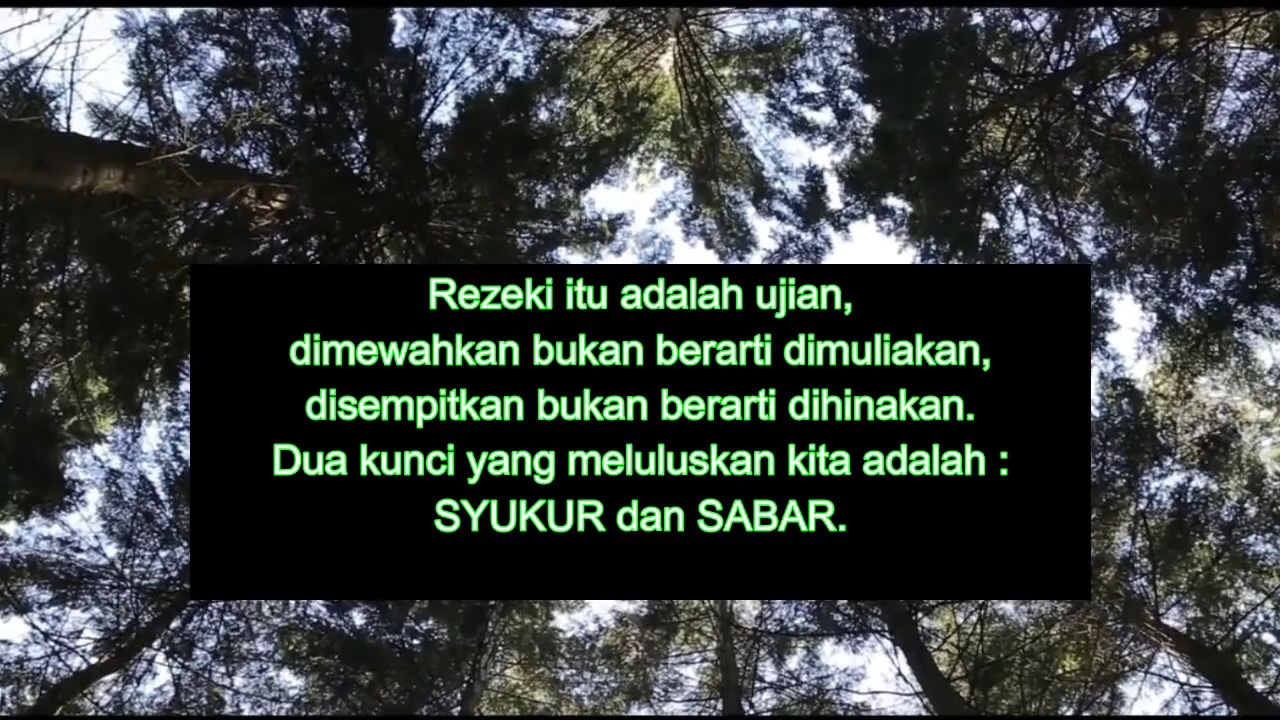 Rezeki itu adalah ujian,
dimewahkan bukan berarti dimuliakan,
disempitkan bukan berarti dihinakan.
Dua kunci yang meluluskan kita adalah :
SYUKUR dan SABAR.